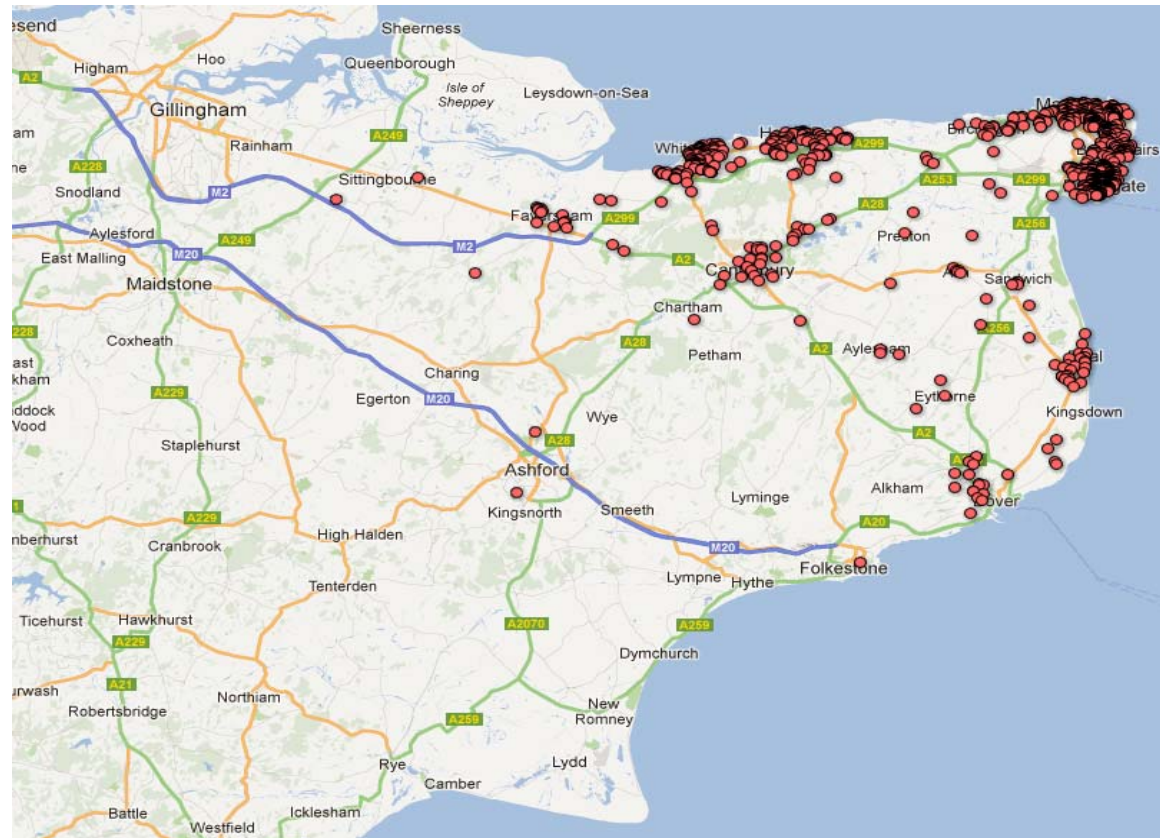 esend
Higham
Hoo
Sheerness
Queenborough
Isle of
Sheppey
Leysdown-on-Sea
A2
Gillingham
Rainham
A249
A228
Snodland
Sittingbourne
M2
A299
A253
A299
A28
A256
Aylesford
A249
East Malling
M20
Maidstone
M2
A2
Preston
Sandwich
Chartham
228
Coxheath
A28
Petham
A2
A256
Charing
Egerton
M20
Wye
Kingsdown
A229
Staplehurst
A28
Ashford
A2
Lyminge
Alkham
Kingsnorth
Smeeth
High Halden
A229
Cranbrook
M20
A20
Folkestone
Lympne
Hythe
Tenterden
Ticehurst
Hawkhurst
A229
A2070
A259
Dymchurch
A21
Northiam
Robertsbridge
New
Romney
A259
Rye
Lydd
Camber
Icklesham
Battle
Westfield